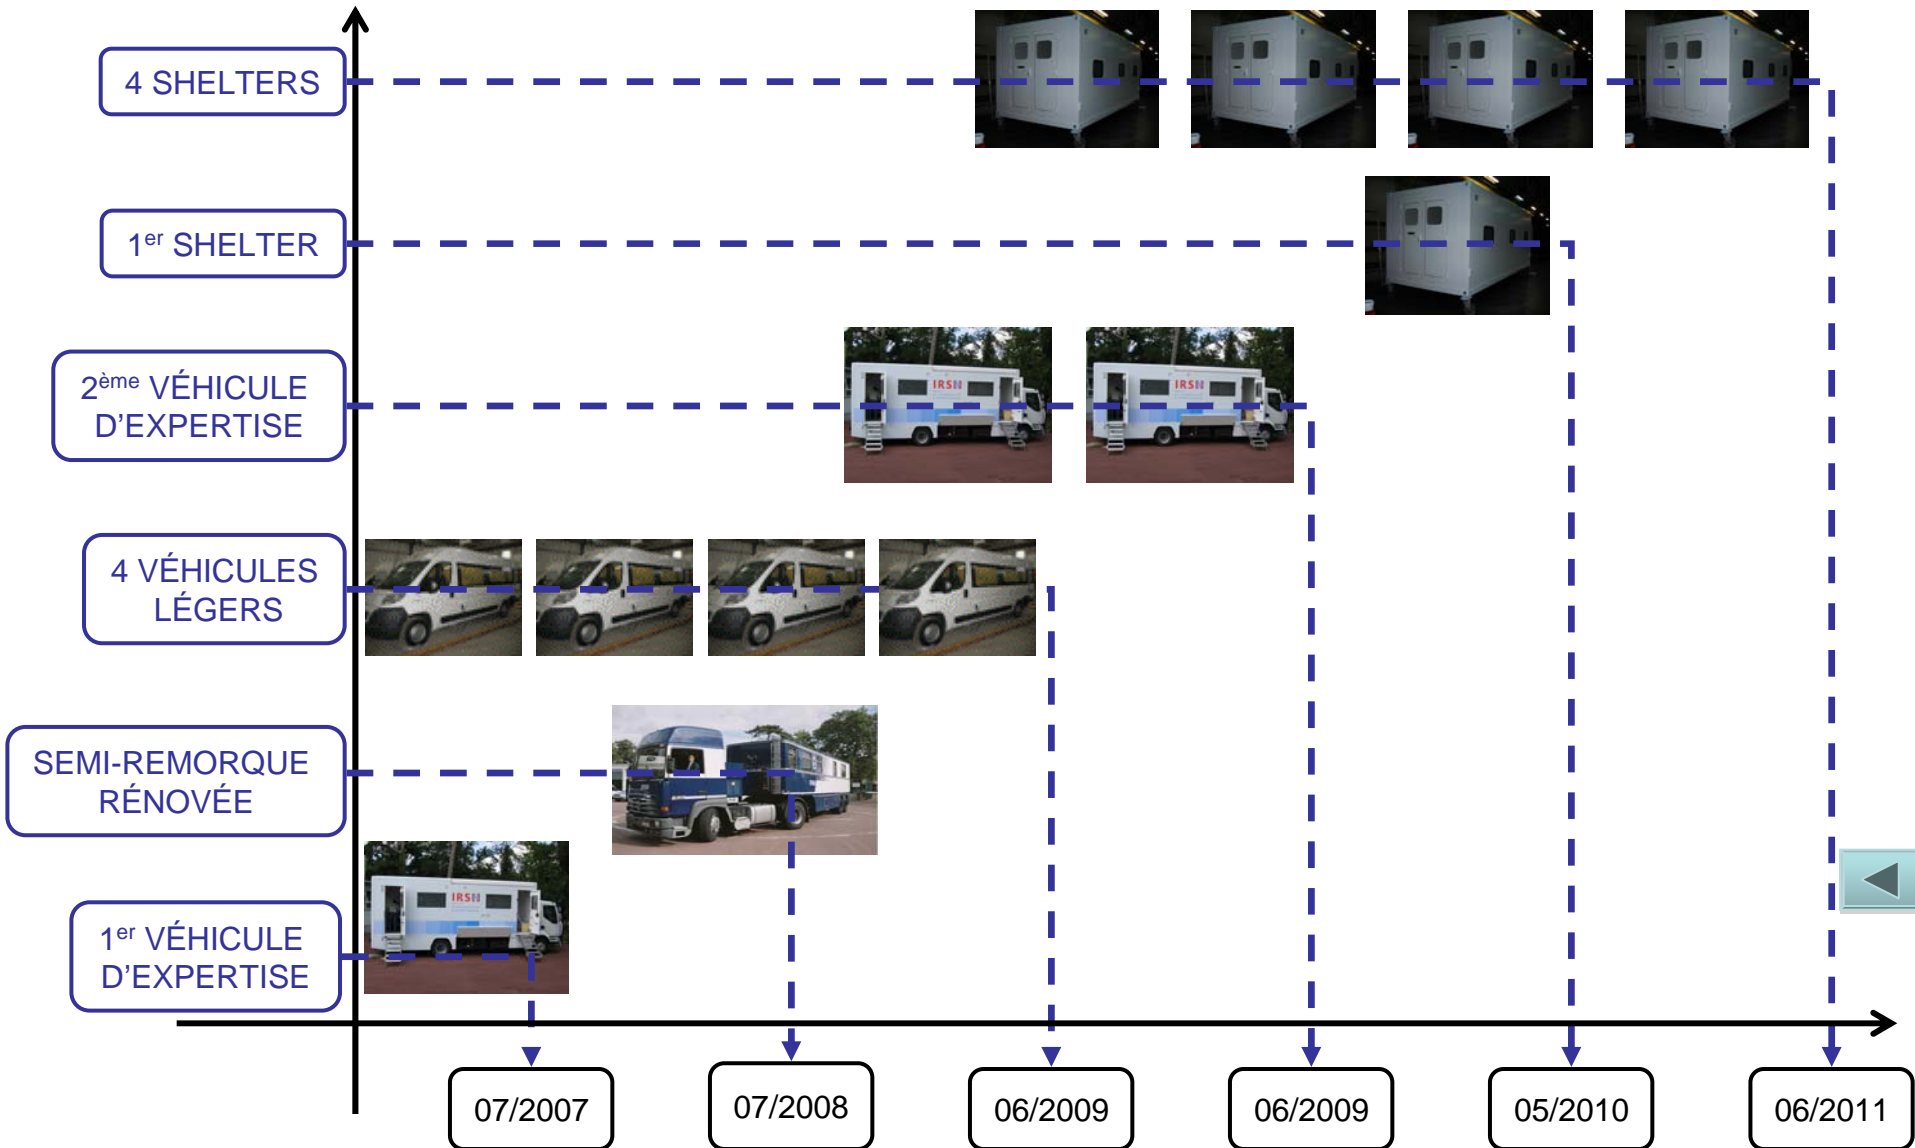 4 SHELTERS
1er SHELTER
2ème VÉHICULE
D’EXPERTISE
IRSN
IRSN
4 VÉHICULES
LÉGERS
SEMI-REMORQUE
RÉNOVÉE
IRSN
1er VÉHICULE
D’EXPERTISE
07/2007
07/2008
06/2009
06/2009
05/2010
06/2011